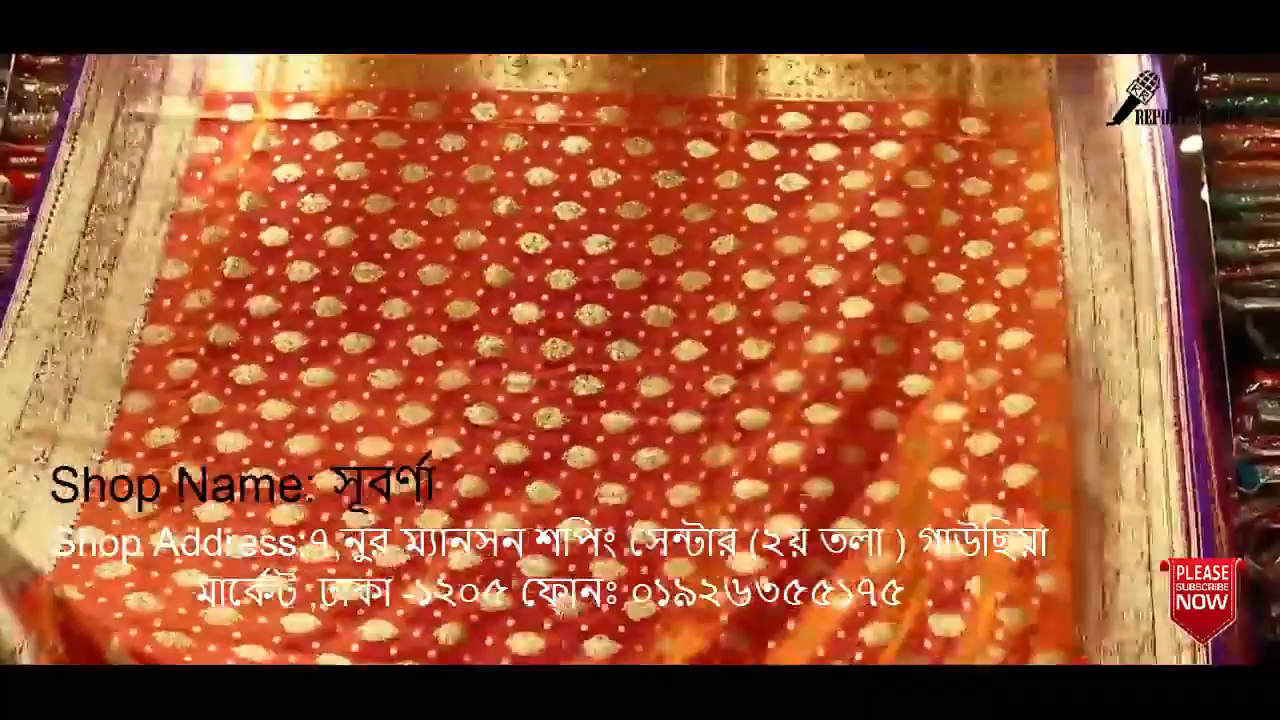 Shop Name: সূবর্ণা
Shop Address:৭,নুর ম্যানসন শপিং সেন্টার (২য় তলা ) গাউছিয়া
মার্কেট ,ঢাকা -১২০৫ ফোনঃ ০১৯২৬৩৫৫১৭৫
PLEASE
SUBSCRIBE
NOW